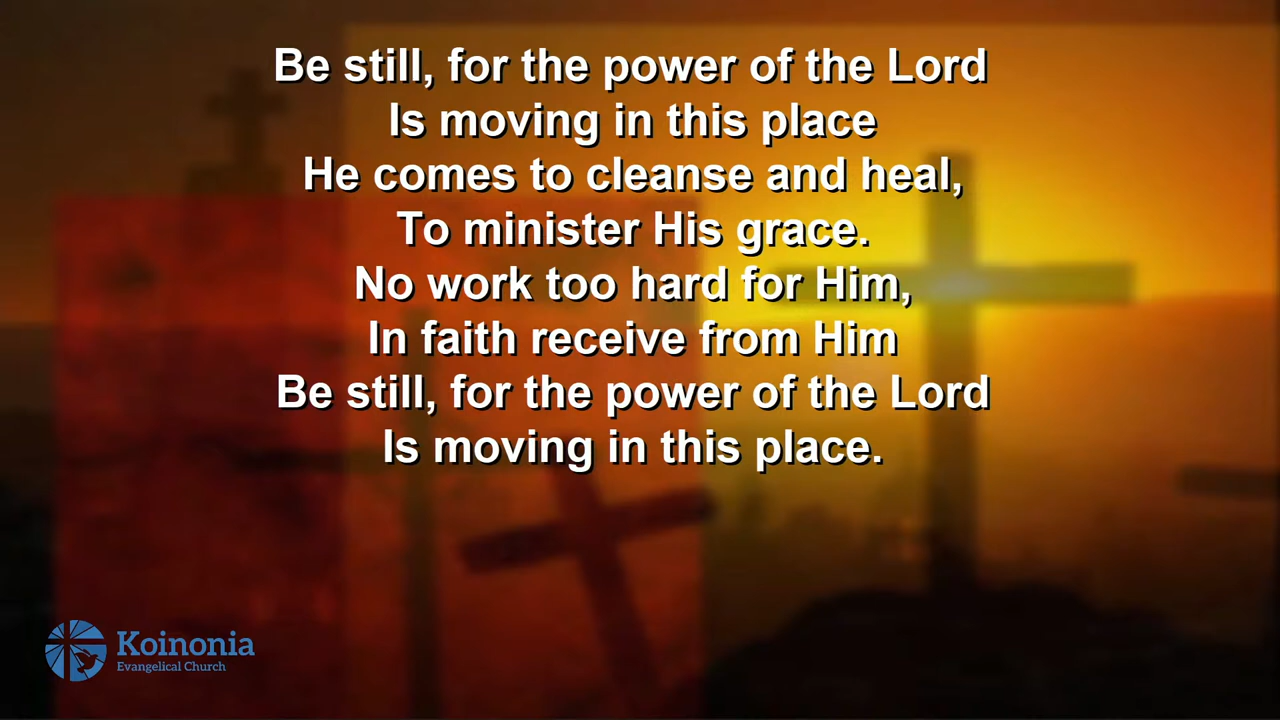 Be still, for the power of the Lord
Is moving in this place
He comes to cleanse and heal,
To minister His grace.
No work too hard for Him,
In faith receive from Him
Be still, for the power of the Lord
Is moving in this place.
Koinonia
Evangelical Church